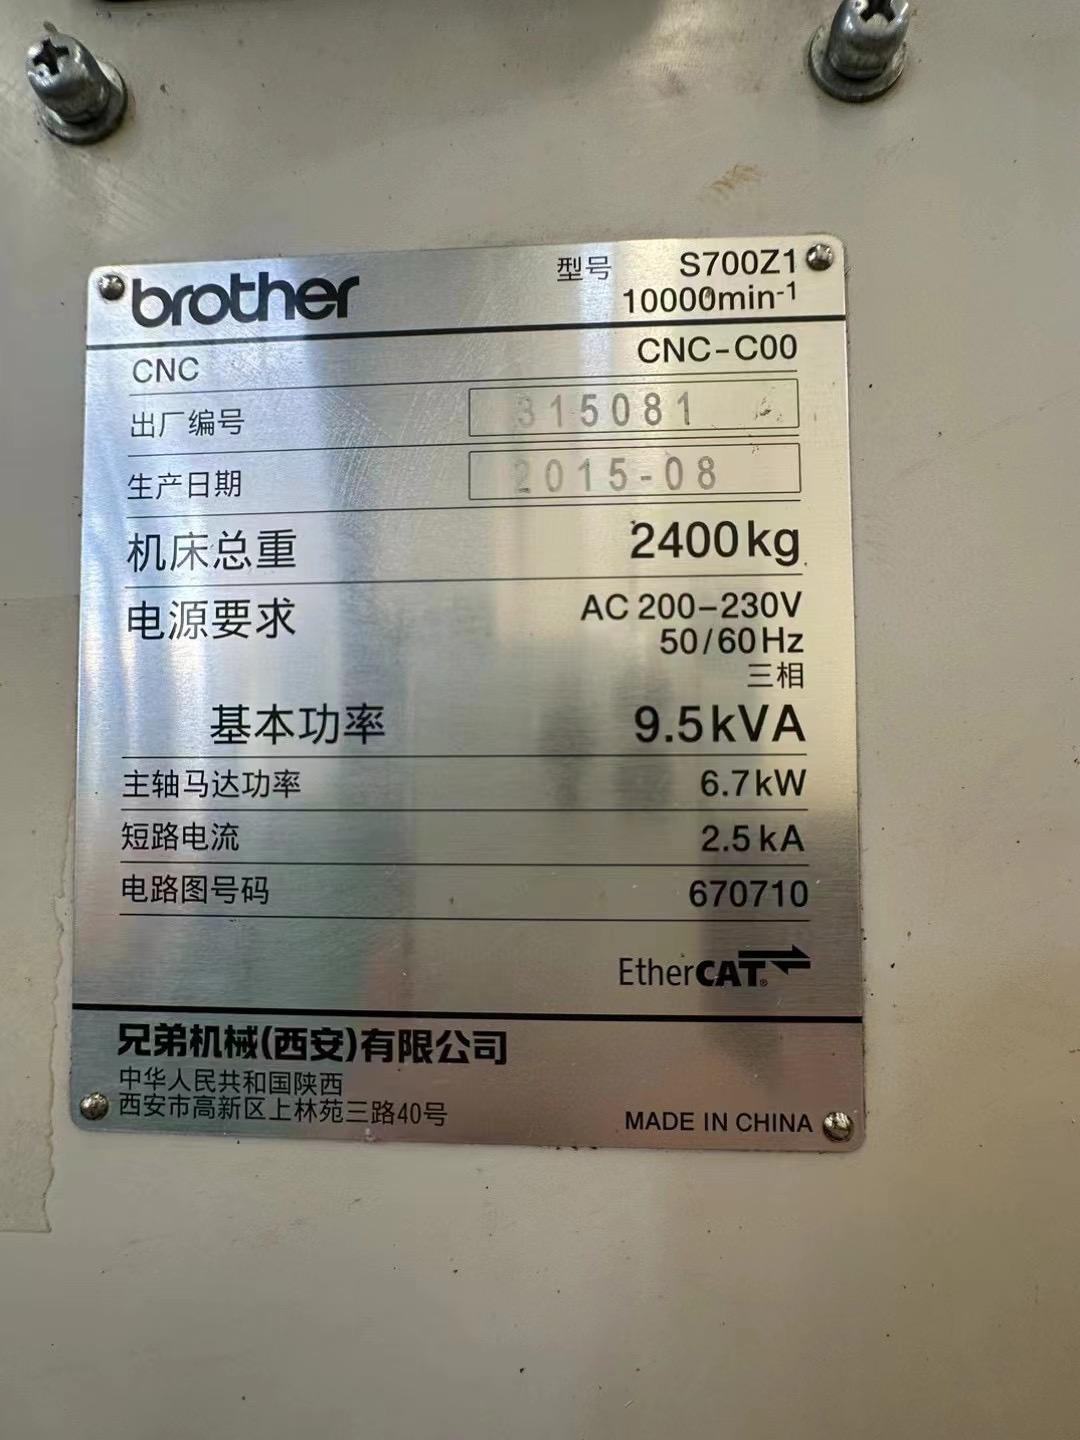 brother
型号 S700Z1
10000min-1
CNC CNC-C00
出厂编号 315081
生产日期 2015-08
机床总重 2400kg
电源要求 AC 200-230V
50/60Hz
三相
基本功率 9.5kVA
主轴马达功率 6.7kW
短路电流 2.5kA
电路图号码 670710
EtherCAT®
兄弟机械(西安)有限公司
中华人民共和国陕西
西安市高新区上林苑三路40号
MADE IN CHINA